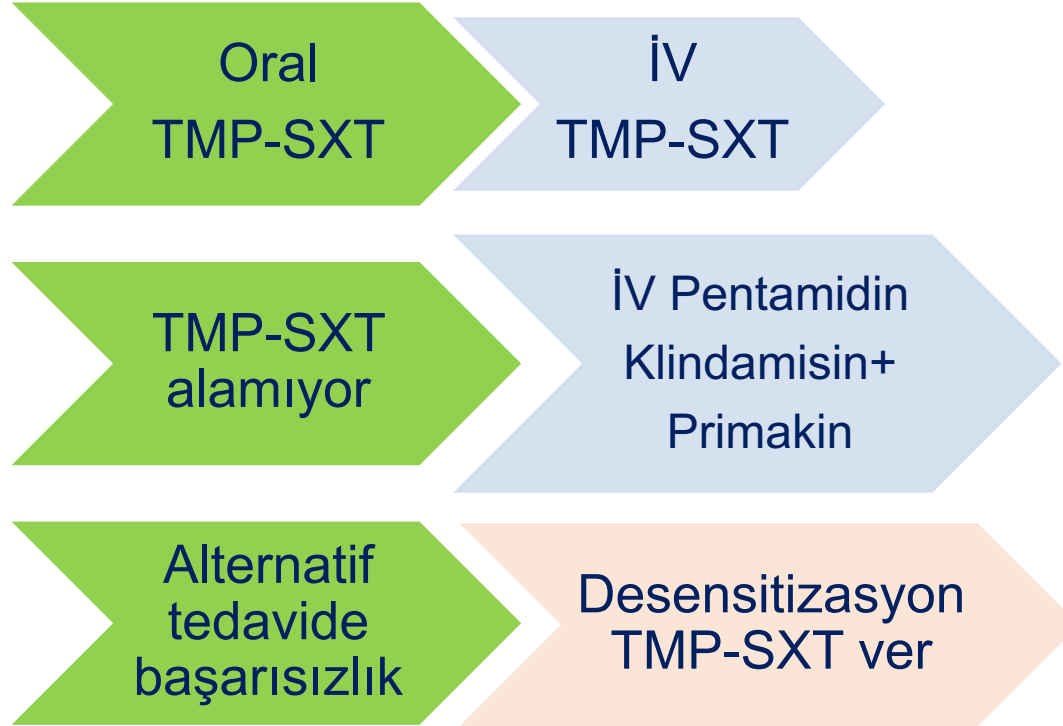 Oral
TMP-SXT
İV
TMP-SXT
TMP-SXT
alamıyor
İV Pentamidin
Klindamisin+
Primakin
Alternatif
tedavide
başarısızlık
Desensitizasyon
TMP-SXT ver